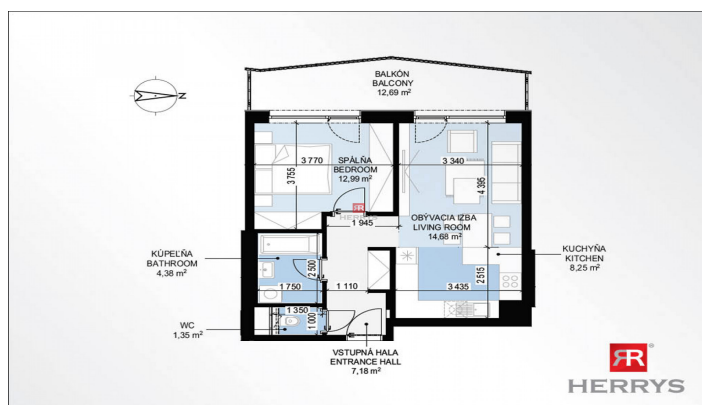 BALKÓN
BALCONY
12,69 m²
N
3 770
SPÁLŇA
BEDROOM
12,99 m²
3 755
3 340
4 395
HERRYS
1 945
OBÝVACIA IZBA
LIVING ROOM
14,68 m²
KUCHYŇA
KITCHEN
8,25 m²
KÚPEĽŇA
BATHROOM
4,38 m²
2 500
1 750
1 110
3 435
2 515
WC
1,35 m²
1 350
1 000
VSTUPNÁ HALA
ENTRANCE HALL
7,18 m²
RR®
HERRYS